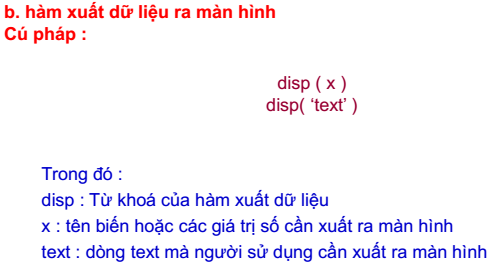 b. hàm xuất dữ liệu ra màn hình
Cú pháp :
disp ( x )
disp( ‘text’ )
Trong đó :
disp : Từ khoá của hàm xuất dữ liệu
x : tên biến hoặc các giá trị số cần xuất ra màn hình
text : dòng text mà người sử dụng cần xuất ra màn hình